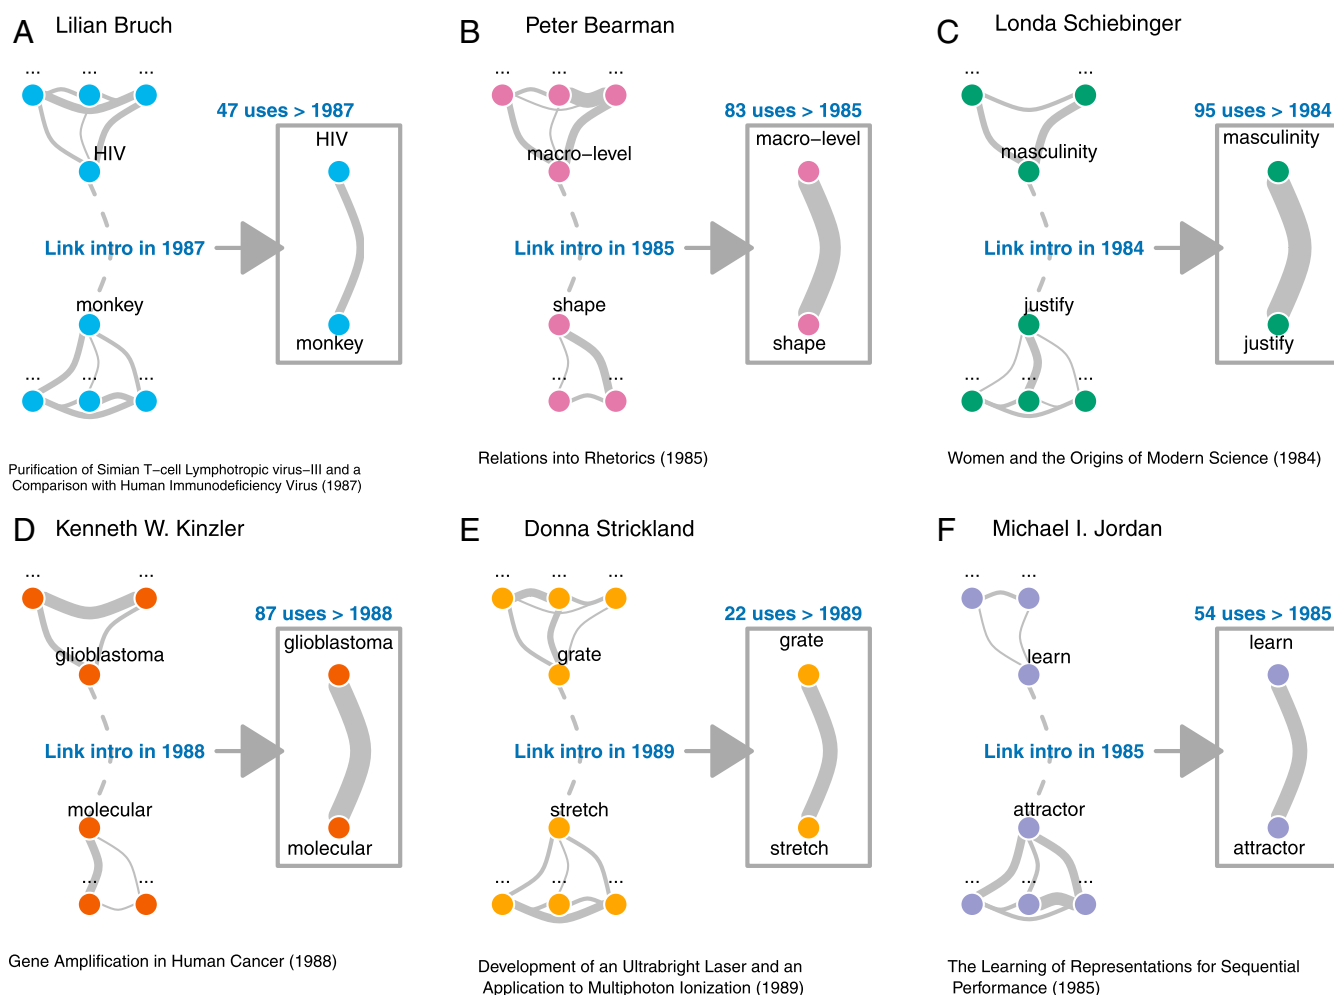 A Lilian Bruch
... ... ...
47 uses > 1987
HIV
HIV
Link intro in 1987
monkey
monkey
... ... ...
Purification of Simian T−cell Lymphotropic virus−III and a
Comparison with Human Immunodeficiency Virus (1987)
B Peter Bearman
... ... ...
83 uses > 1985
macro−level
macro−level
Link intro in 1985
shape
shape
... ...
Relations into Rhetorics (1985)
C Londa Schiebinger
... ...
95 uses > 1984
masculinity
masculinity
Link intro in 1984
justify
justify
... ... ...
Women and the Origins of Modern Science (1984)
D Kenneth W. Kinzler
... ...
87 uses > 1988
glioblastoma
glioblastoma
Link intro in 1988
molecular
molecular
... ...
Gene Amplification in Human Cancer (1988)
E Donna Strickland
... ... ...
22 uses > 1989
grate
grate
Link intro in 1989
stretch
stretch
... ... ...
Development of an Ultrabright Laser and an
Application to Multiphoton Ionization (1989)
F Michael I. Jordan
... ...
54 uses > 1985
learn
learn
Link intro in 1985
attractor
attractor
... ... ...
The Learning of Representations for Sequential
Performance (1985)